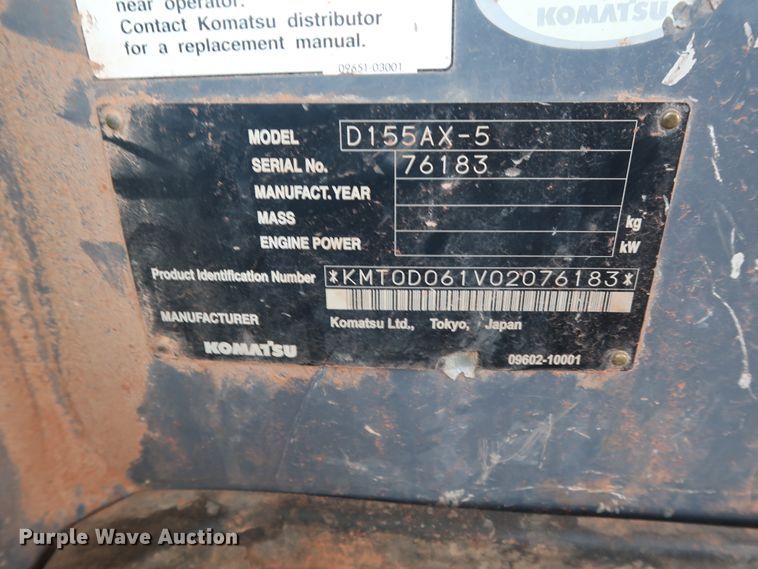 near operator.
Contact Komatsu distributor
for a replacement manual.
09651-03001
KOMATSU
MODEL D155AX-5
SERIAL No. 76183
MANUFACT. YEAR
MASS kg
ENGINE POWER kW
Product Identification Number *KMT0D061V02076183*
MANUFACTURER Komatsu Ltd., Tokyo, Japan
KOMATSU 09602-10001
Purple Wave Auction